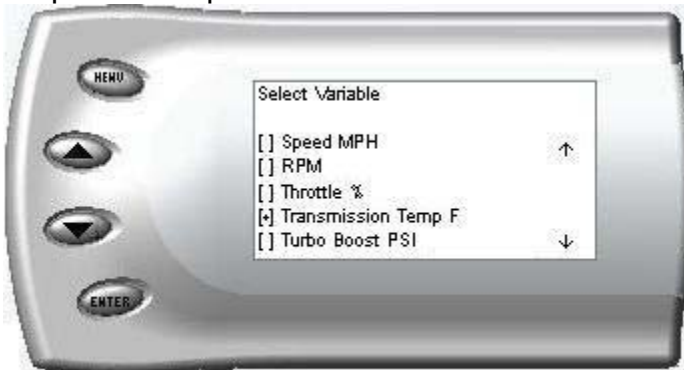 MENU
Select Variable
[ ] Speed MPH
[ ] RPM
[ ] Throttle %
[+] Transmission Temp F
[ ] Turbo Boost PSI
ENTER